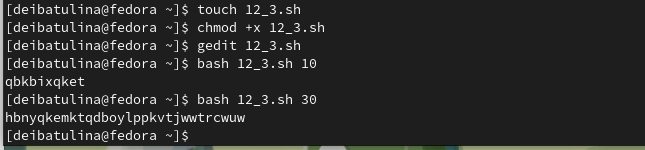 [deibatulina@fedora ~]$ touch 12_3.sh
[deibatulina@fedora ~]$ chmod +x 12_3.sh
[deibatulina@fedora ~]$ gedit 12_3.sh
[deibatulina@fedora ~]$ bash 12_3.sh 10
qbkbixqket
[deibatulina@fedora ~]$ bash 12_3.sh 30
hbnyqkemktqdboylppkvtjwwtrcwuw
[deibatulina@fedora ~]$